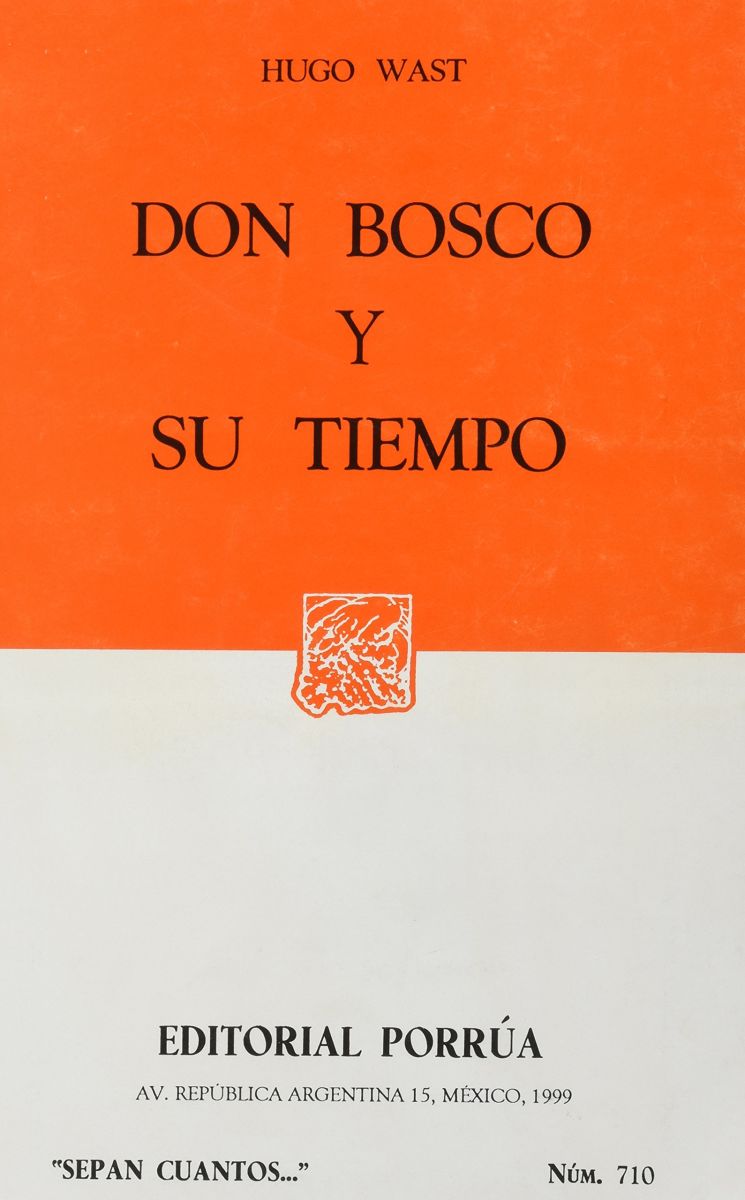 HUGO WAST
DON BOSCO
Y
SU TIEMPO
EDITORIAL PORRÚA
AV. REPÚBLICA ARGENTINA 15, MÉXICO, 1999
"SEPAN CUANTOS..." NÚM. 710